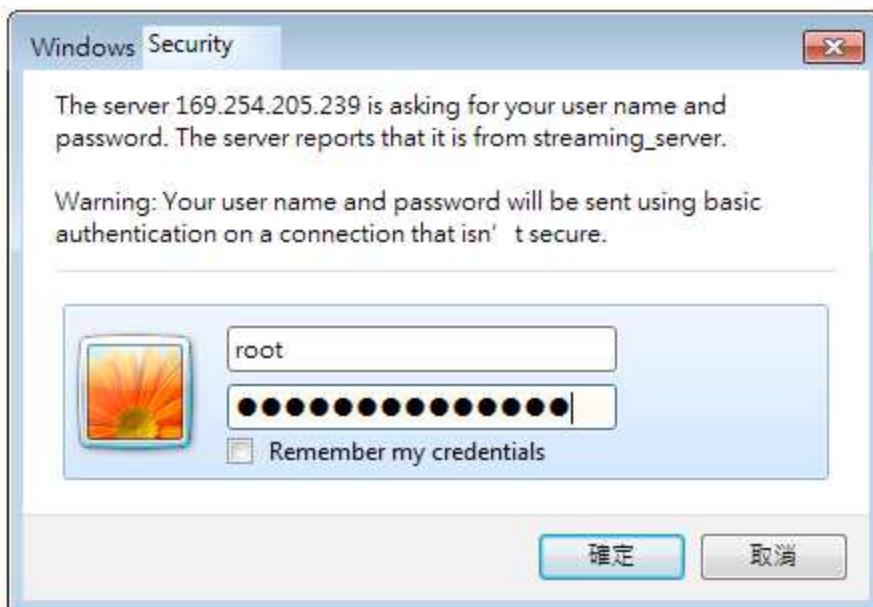 Windows Security
The server 169.254.205.239 is asking for your user name and
password. The server reports that it is from streaming_server.
Warning: Your user name and password will be sent using basic
authentication on a connection that isn’ t secure.
root
●●●●●●●●●●●●●●
Remember my credentials
確定 取消